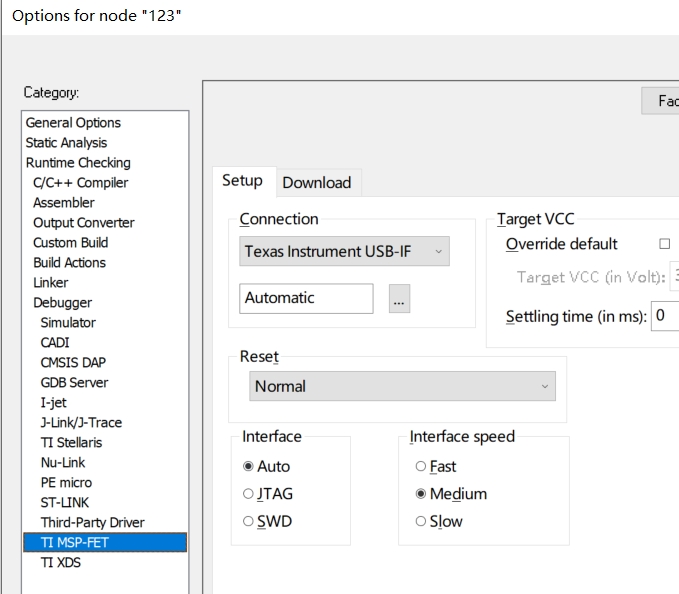 Options for node "123"
Category:
General Options
Static Analysis
Runtime Checking
C/C++ Compiler
Assembler
Output Converter
Custom Build
Build Actions
Linker
Debugger
Simulator
CADI
CMSIS DAP
GDB Server
I-jet
J-Link/J-Trace
TI Stellaris
Nu-Link
PE micro
ST-LINK
Third-Party Driver
TI MSP-FET
TI XDS
Setup Download
Connection
Texas Instrument USB-IF
Automatic ...
Target VCC
Override default
Target VCC (in Volt):
Settling time (in ms): 0
Reset
Normal
Interface
Auto
JTAG
SWD
Interface speed
Fast
Medium
Slow